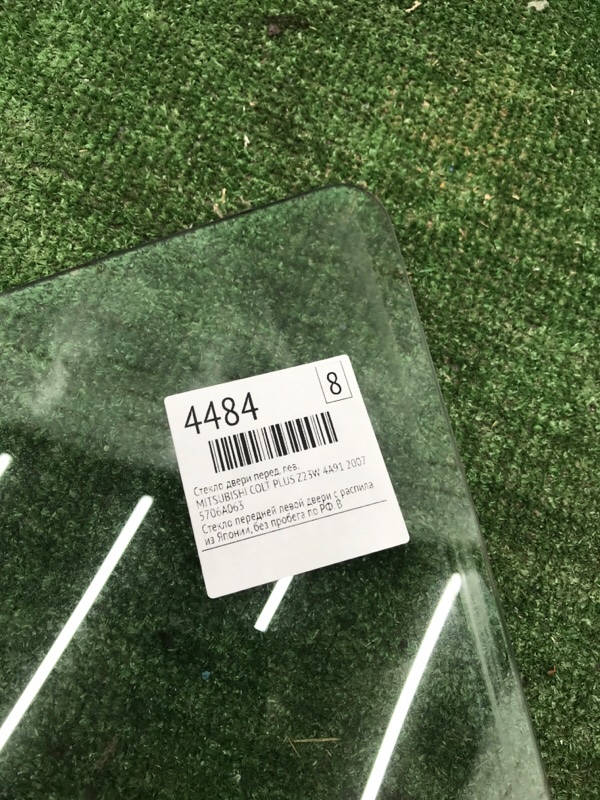 8
4484
Стекло двери перед. лев.
MITSUBISHI COLT PLUS Z23W 4A91 2007
5706A063
Стекло передней левой двери с распила
из Японии, без пробега по РФ. В